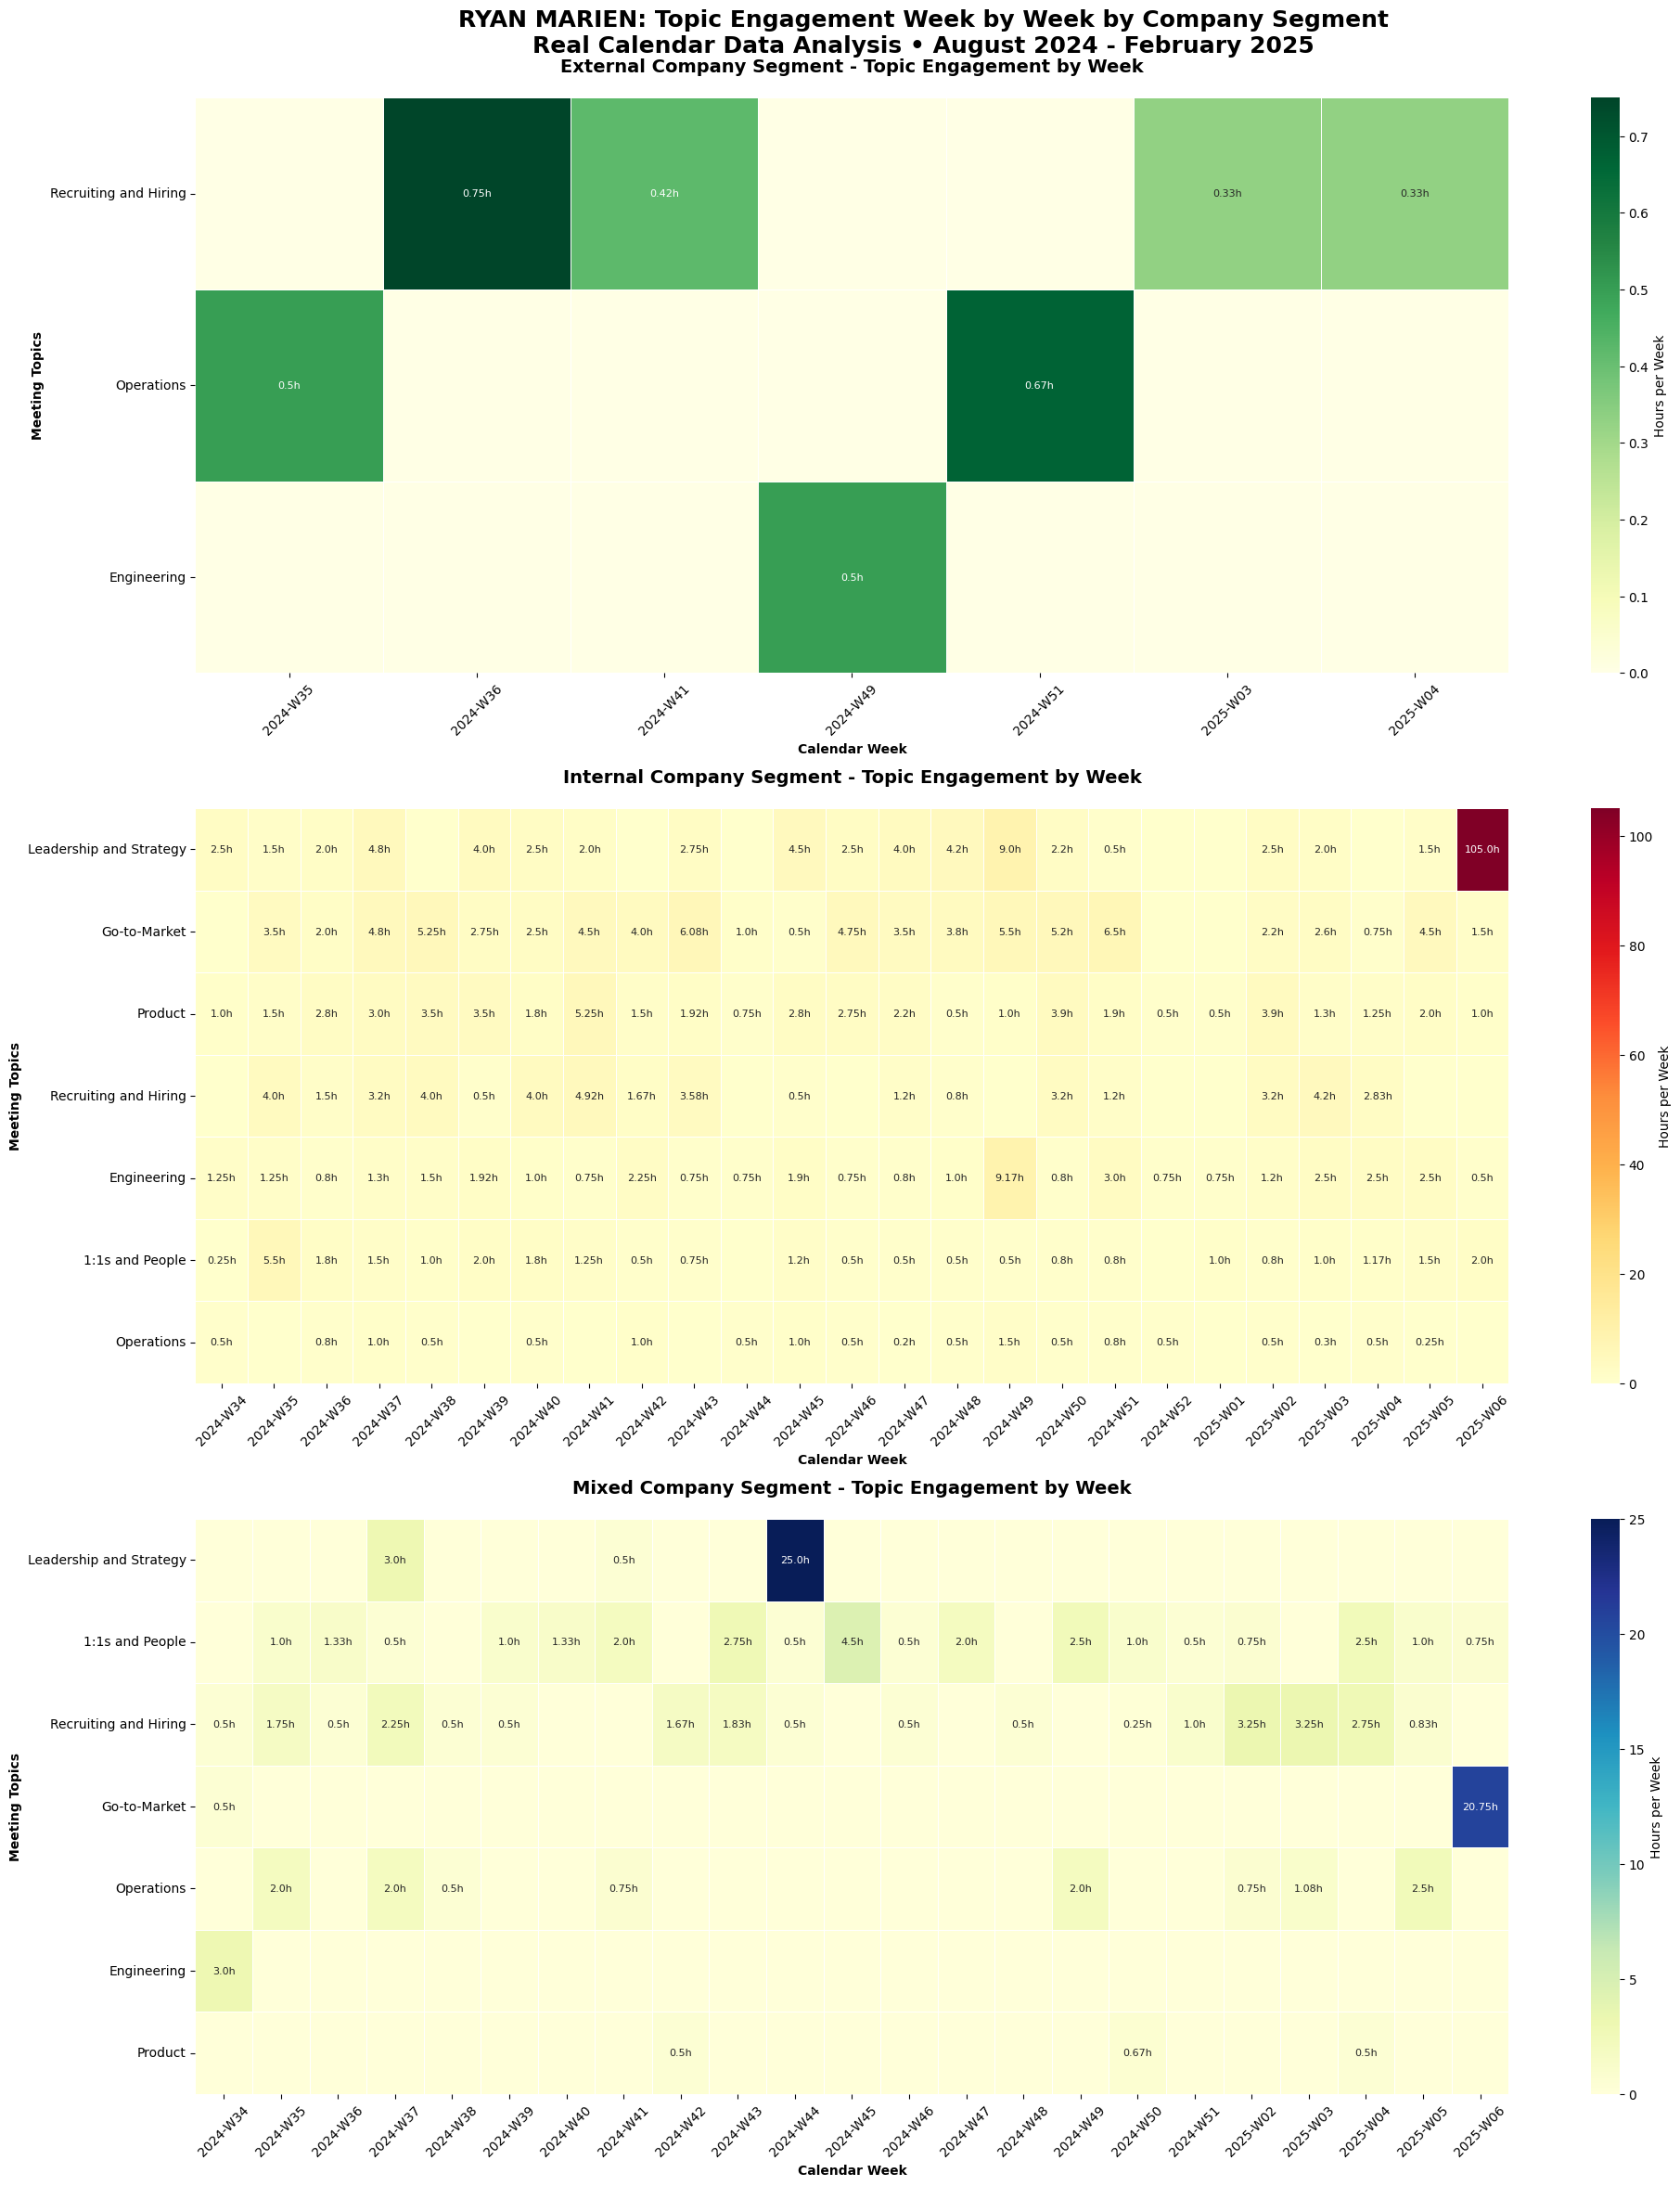 RYAN MARIEN: Topic Engagement Week by Week by Company Segment
Real Calendar Data Analysis • August 2024 - February 2025
External Company Segment - Topic Engagement by Week
Meeting Topics
Recruiting and Hiring 0.75h 0.42h 0.33h 0.33h
Operations 0.5h 0.67h
Engineering 0.5h
2024-W35 2024-W36 2024-W41 2024-W49 2024-W51 2025-W03 2025-W04
Calendar Week
0.7
0.6
0.5
0.4
0.3
0.2
0.1
0.0
Hours per Week
Internal Company Segment - Topic Engagement by Week
Meeting Topics
Leadership and Strategy 2.5h 1.5h 2.0h 4.8h 4.0h 2.5h 2.0h 2.75h 4.5h 2.5h 4.0h 4.2h 9.0h 2.2h 0.5h 2.5h 2.0h 1.5h 105.0h
Go-to-Market 3.5h 2.0h 4.8h 5.25h 2.75h 2.5h 4.5h 4.0h 6.08h 1.0h 0.5h 4.75h 3.5h 3.8h 5.5h 5.2h 6.5h 2.2h 2.6h 0.75h 4.5h 1.5h
Product 1.0h 1.5h 2.8h 3.0h 3.5h 3.5h 1.8h 5.25h 1.5h 1.92h 0.75h 2.8h 2.75h 2.2h 0.5h 1.0h 3.9h 1.9h 0.5h 0.5h 3.9h 1.3h 1.25h 2.0h 1.0h
Recruiting and Hiring 4.0h 1.5h 3.2h 4.0h 0.5h 4.0h 4.92h 1.67h 3.58h 0.5h 1.2h 0.8h 3.2h 1.2h 3.2h 4.2h 2.83h
Engineering 1.25h 1.25h 0.8h 1.3h 1.5h 1.92h 1.0h 0.75h 2.25h 0.75h 0.75h 1.9h 0.75h 0.8h 1.0h 9.17h 0.8h 3.0h 0.75h 0.75h 1.2h 2.5h 2.5h 2.5h 0.5h
1:1s and People 0.25h 5.5h 1.8h 1.5h 1.0h 2.0h 1.8h 1.25h 0.5h 0.75h 1.2h 0.5h 0.5h 0.5h 0.5h 0.8h 0.8h 1.0h 0.8h 1.0h 1.17h 1.5h 2.0h
Operations 0.5h 0.8h 1.0h 0.5h 0.5h 1.0h 0.5h 1.0h 0.5h 0.2h 0.5h 1.5h 0.5h 0.8h 0.5h 0.5h 0.3h 0.5h 0.25h
2024-W34 2024-W35 2024-W36 2024-W37 2024-W38 2024-W39 2024-W40 2024-W41 2024-W42 2024-W43 2024-W44 2024-W45 2024-W46 2024-W47 2024-W48 2024-W49 2024-W50 2024-W51 2024-W52 2025-W01 2025-W02 2025-W03 2025-W04 2025-W05 2025-W06
Calendar Week
100
80
60
40
20
0
Hours per Week
Mixed Company Segment - Topic Engagement by Week
Meeting Topics
Leadership and Strategy 3.0h 0.5h 25.0h
1:1s and People 1.0h 1.33h 0.5h 1.0h 1.33h 2.0h 2.75h 0.5h 4.5h 0.5h 2.0h 2.5h 1.0h 0.5h 0.75h 2.5h 1.0h 0.75h
Recruiting and Hiring 0.5h 1.75h 0.5h 2.25h 0.5h 0.5h 1.67h 1.83h 0.5h 0.5h 0.5h 0.25h 1.0h 3.25h 3.25h 2.75h 0.83h
Go-to-Market 0.5h 20.75h
Operations 2.0h 2.0h 0.5h 0.75h 2.0h 0.75h 1.08h 2.5h
Engineering 3.0h
Product 0.5h 0.67h 0.5h
2024-W34 2024-W35 2024-W36 2024-W37 2024-W38 2024-W39 2024-W40 2024-W41 2024-W42 2024-W43 2024-W44 2024-W45 2024-W46 2024-W47 2024-W48 2024-W49 2024-W50 2024-W51 2025-W02 2025-W03 2025-W04 2025-W05 2025-W06
Calendar Week
25
20
15
10
5
0
Hours per Week